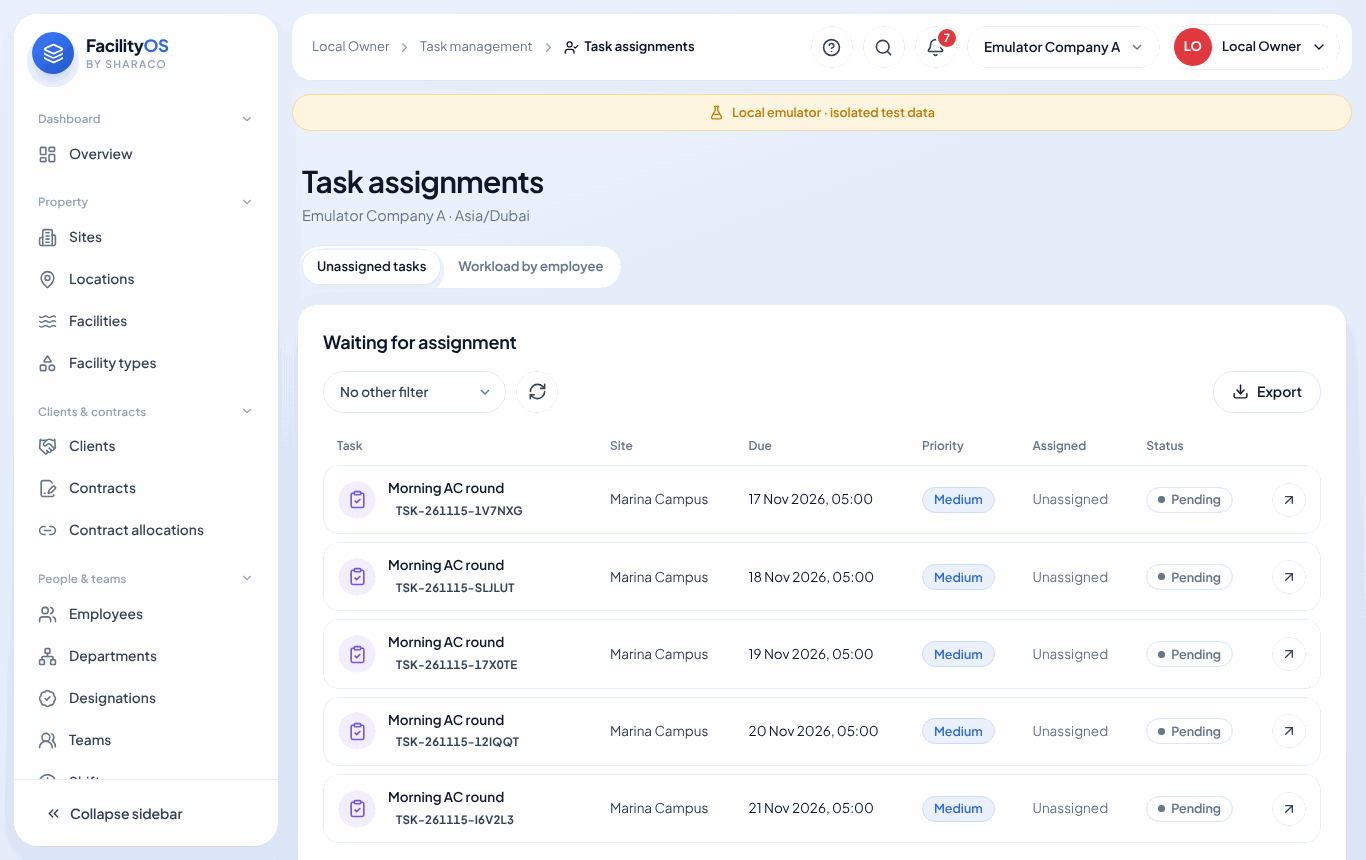 FacilityOS
BY SHARACO
Dashboard
Overview
Property
Sites
Locations
Facilities
Facility types
Clients & contracts
Clients
Contracts
Contract allocations
People & teams
Employees
Departments
Designations
Teams
Collapse sidebar
Local Owner > Task management > Task assignments
7
Emulator Company A
LO
Local Owner
Local emulator · isolated test data
Task assignments
Emulator Company A · Asia/Dubai
Unassigned tasks
Workload by employee
Waiting for assignment
No other filter
Export
Task Site Due Priority Assigned Status
Morning AC round
TSK-261115-1V7NXG
Marina Campus 17 Nov 2026, 05:00 Medium Unassigned Pending
Morning AC round
TSK-261115-SLJLUT
Marina Campus 18 Nov 2026, 05:00 Medium Unassigned Pending
Morning AC round
TSK-261115-17X0TE
Marina Campus 19 Nov 2026, 05:00 Medium Unassigned Pending
Morning AC round
TSK-261115-12IQQT
Marina Campus 20 Nov 2026, 05:00 Medium Unassigned Pending
Morning AC round
TSK-261115-I6V2L3
Marina Campus 21 Nov 2026, 05:00 Medium Unassigned Pending